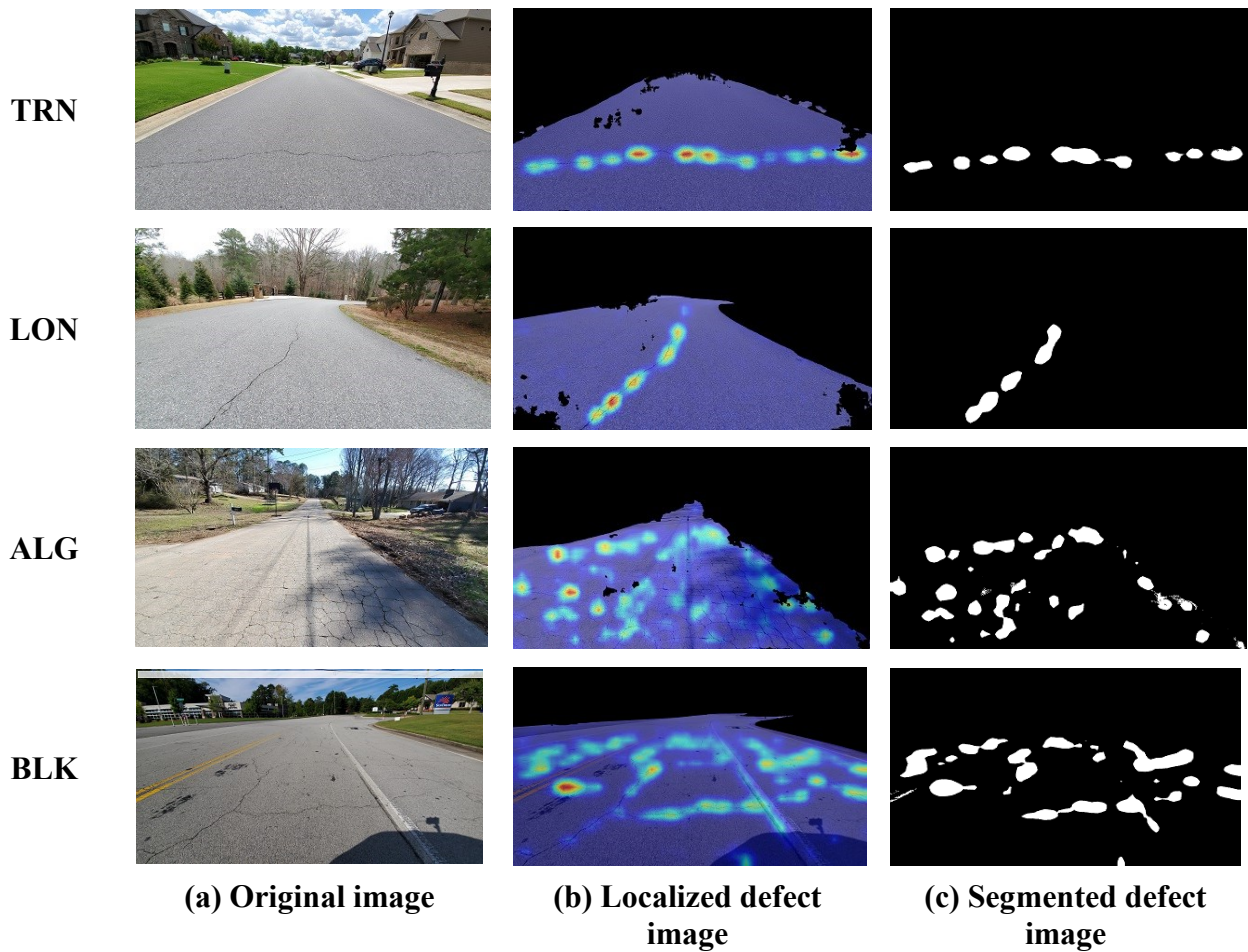 TRN
LON
ALG
BLK
(a) Original image
(b) Localized defect
image
(c) Segmented defect
image